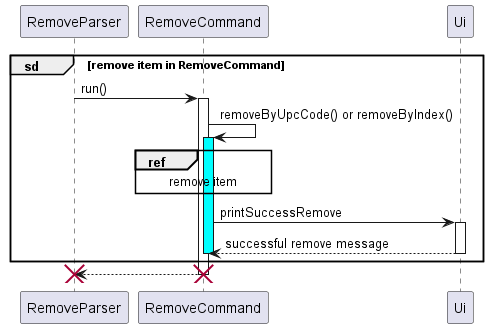 RemoveParser RemoveCommand Ui
sd [remove item in RemoveCommand]
run()
removeByUpcCode() or removeByIndex()
ref
remove item
printSuccessRemove
successful remove message
RemoveParser RemoveCommand Ui